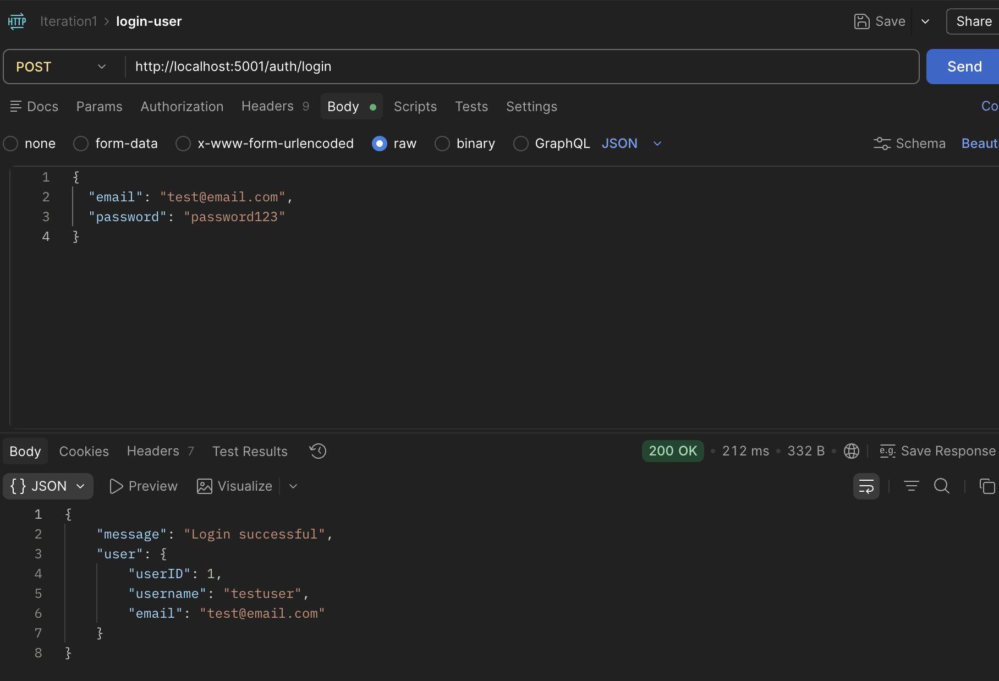 HTTP Iteration1 > login-user Save Share
POST http://localhost:5001/auth/login Send
Docs Params Authorization Headers 9 Body Scripts Tests Settings Co
none form-data x-www-form-urlencoded raw binary GraphQL JSON Schema Beauti
1 {
2 "email": "test@email.com",
3 "password": "password123"
4 }
Body Cookies Headers 7 Test Results 200 OK • 212 ms • 332 B • e.g. Save Response
{} JSON Preview Visualize
1 {
2 "message": "Login successful",
3 "user": {
4 "userID": 1,
5 "username": "testuser",
6 "email": "test@email.com"
7 }
8 }